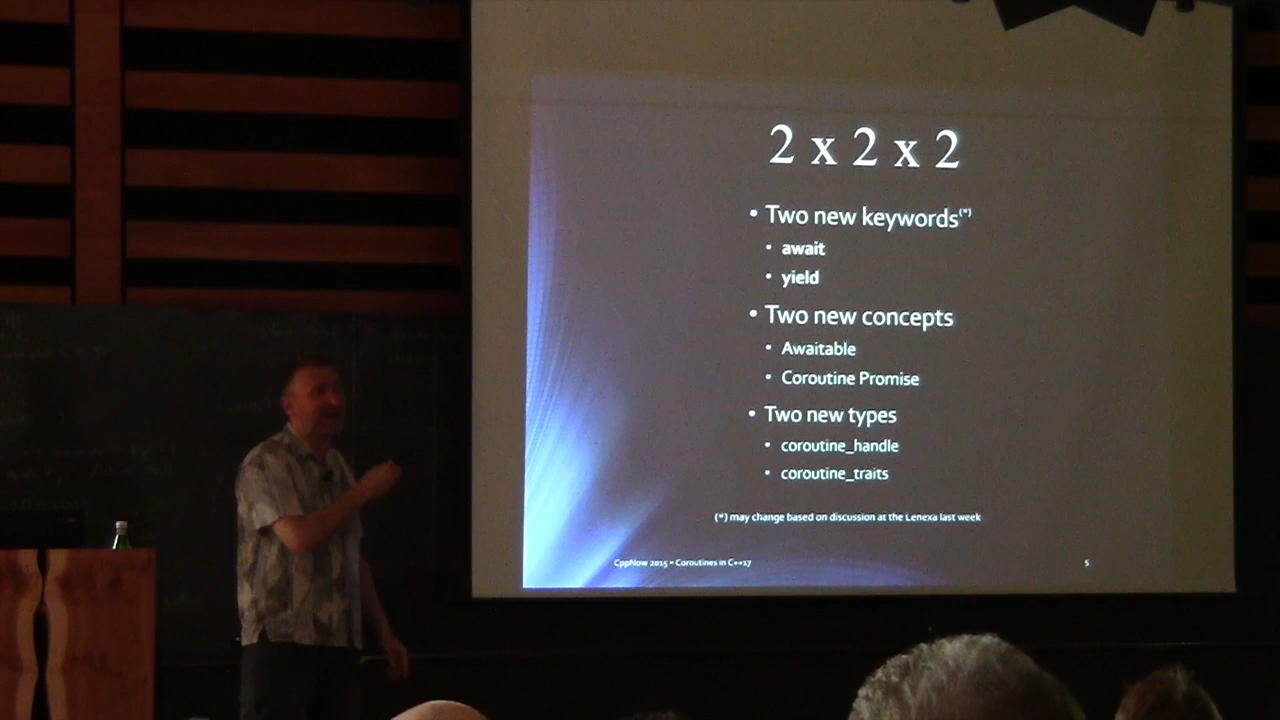 2 x 2 x 2
• Two new keywords(*)
• await
• yield
• Two new concepts
• Awaitable
• Coroutine Promise
• Two new types
• coroutine_handle
• coroutine_traits
(*) may change based on discussion at the Lenexa last week
CppNow 2015 – Coroutines in C++17 5